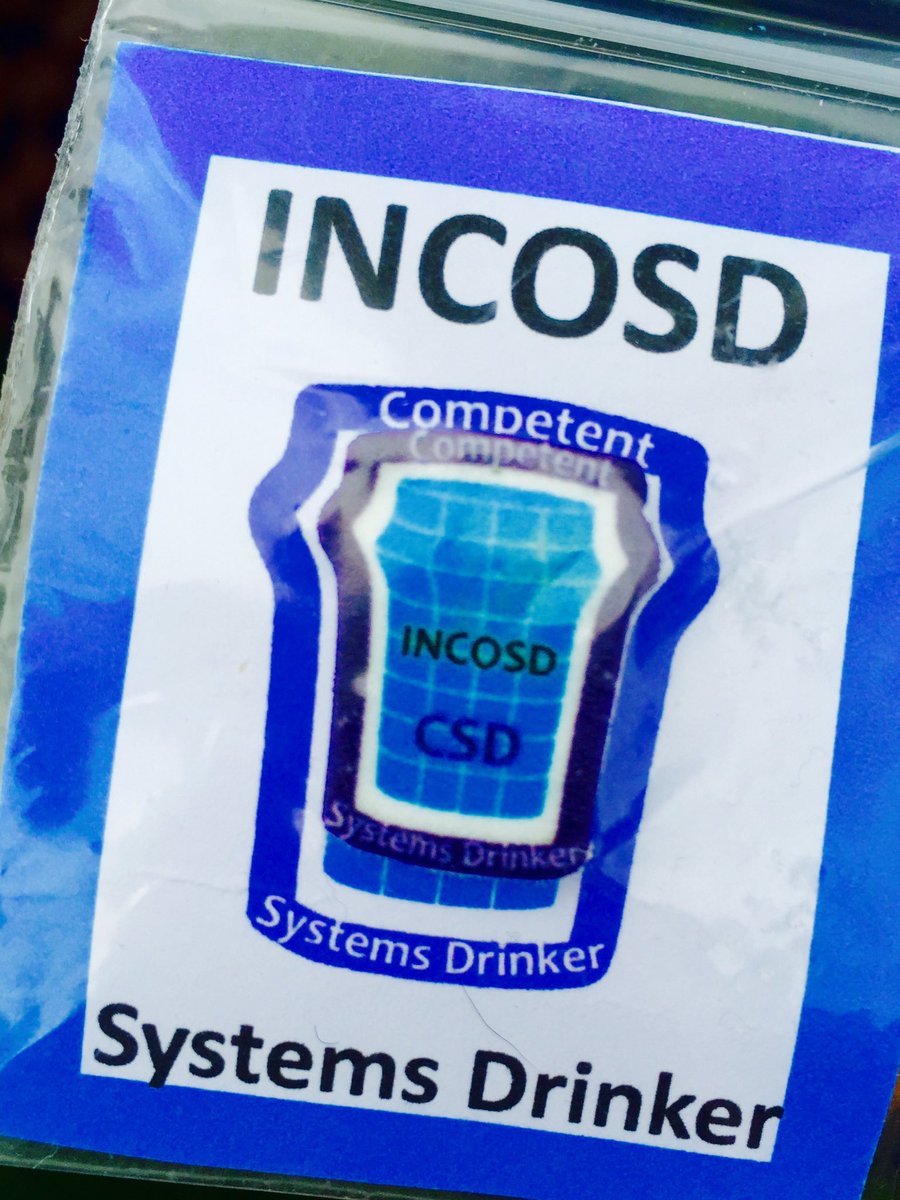 INCOSD
Competent
Competent
INCOSD
CSD
Systems Drinker
Systems Drinker
Systems Drinker